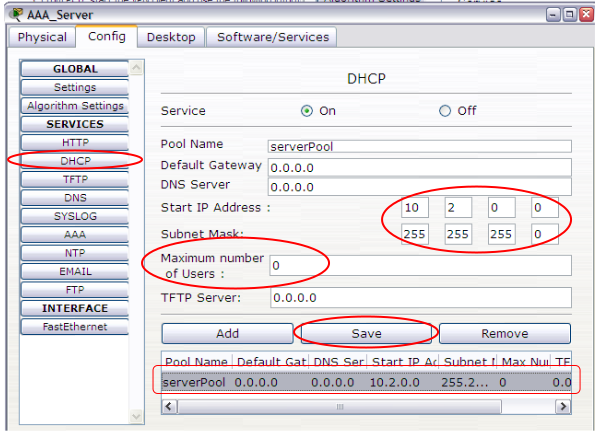 AAA_Server
Physical Config Desktop Software/Services
GLOBAL
Settings
Algorithm Settings
SERVICES
HTTP
DHCP
TFTP
DNS
SYSLOG
AAA
NTP
EMAIL
FTP
INTERFACE
FastEthernet
DHCP
Service On Off
Pool Name serverPool
Default Gateway 0.0.0.0
DNS Server 0.0.0.0
Start IP Address : 10 2 0 0
Subnet Mask: 255 255 255 0
Maximum number
of Users : 0
TFTP Server: 0.0.0.0
Add Save Remove
Pool Name Default Gat DNS Ser Start IP Ac Subnet M Max Nu TF
serverPool 0.0.0.0 0.0.0.0 10.2.0.0 255.2... 0 0.0